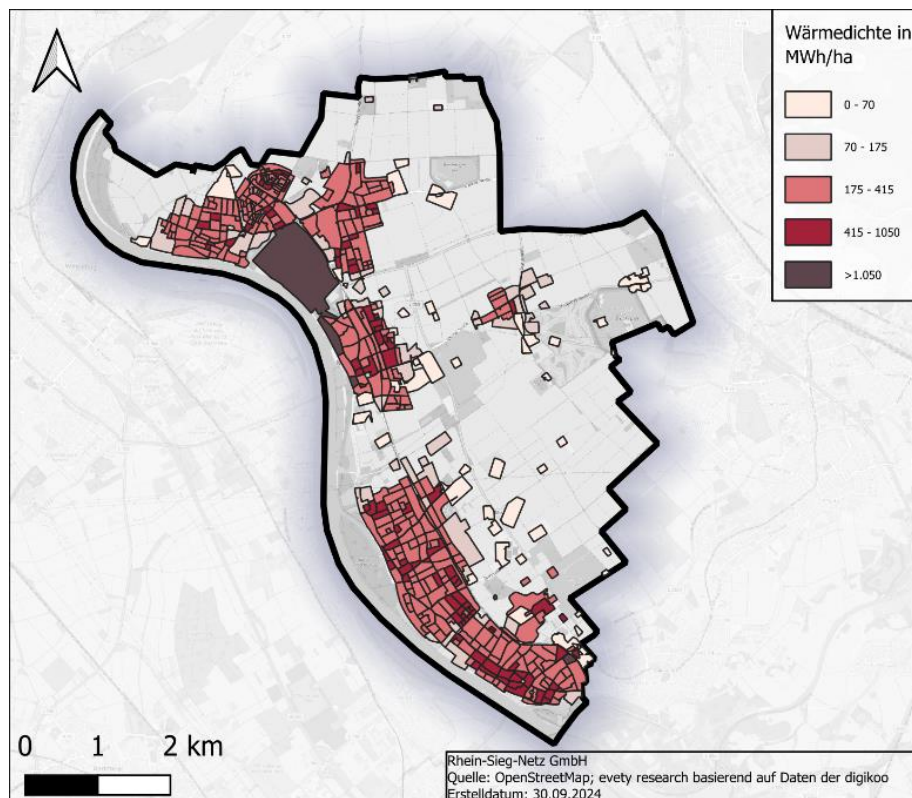 Wärmedichte in
MWh/ha
0 - 70
70 - 175
175 - 415
415 - 1050
>1.050
0 1 2 km
Rhein-Sieg-Netz GmbH
Quelle: OpenStreetMap; evety research basierend auf Daten der digikoo
Erstelldatum: 30.09.2024